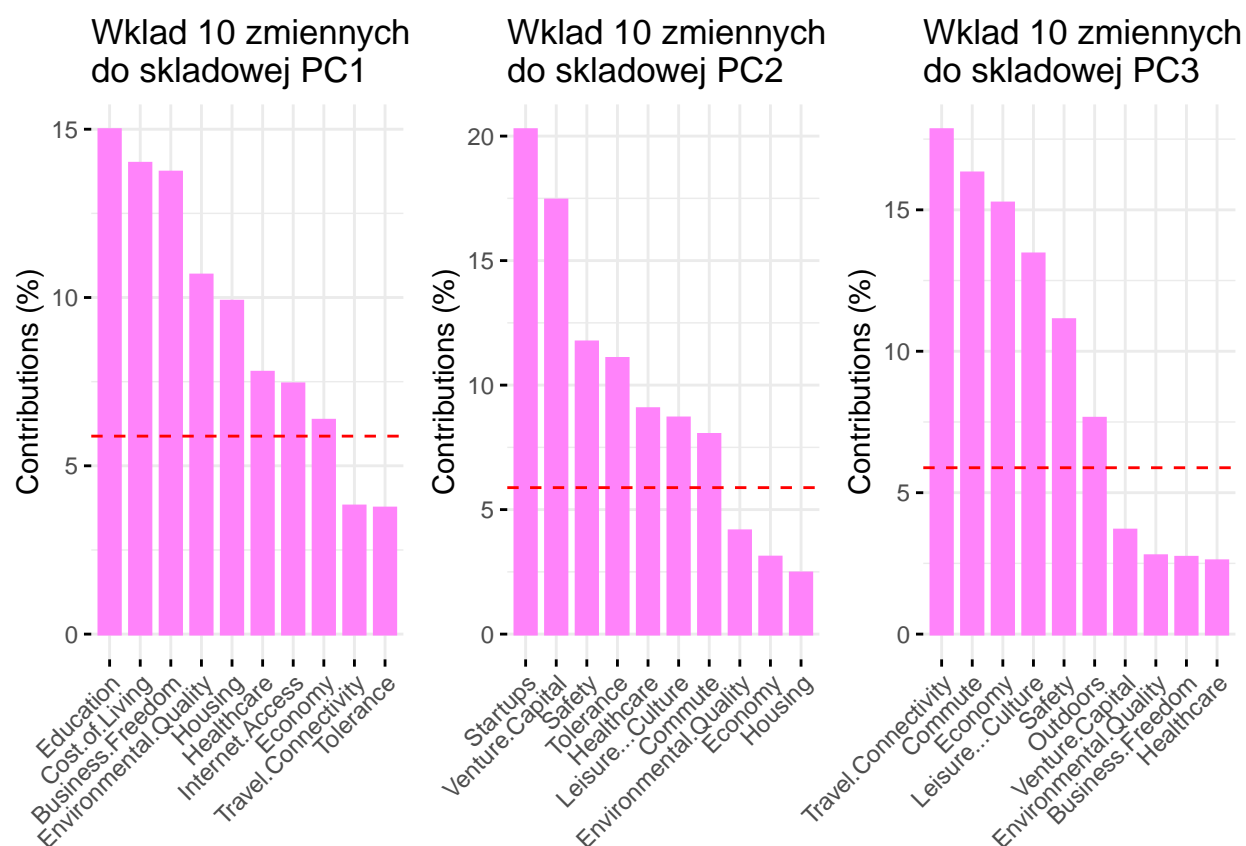 Wklad 10 zmiennych
do skladowej PC1
Contributions (%)
15
10
5
0
Education
Cost.of.Living
Business.Freedom
Environmental.Quality
Housing
Healthcare
Internet.Access
Economy
Travel.Connectivity
Tolerance
Wklad 10 zmiennych
do skladowej PC2
Contributions (%)
20
15
10
5
0
Startups
Venture.Capital
Safety
Tolerance
Healthcare
Leisure...Culture
Commute
Environmental.Quality
Economy
Housing
Wklad 10 zmiennych
do skladowej PC3
Contributions (%)
15
10
5
0
Travel.Connectivity
Commute
Economy
Leisure...Culture
Safety
Outdoors
Venture.Capital
Environmental.Quality
Business.Freedom
Healthcare